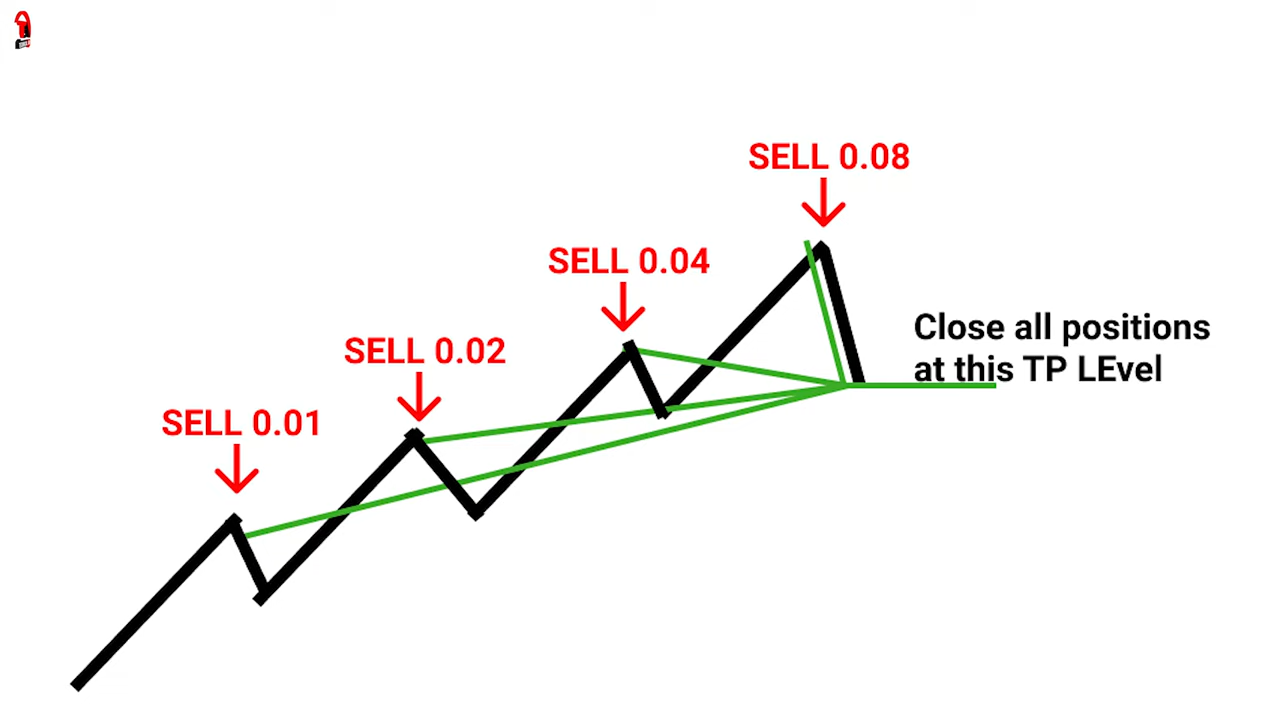 SELL 0.08
SELL 0.04
SELL 0.02
SELL 0.01
Close all positions
at this TP LEvel